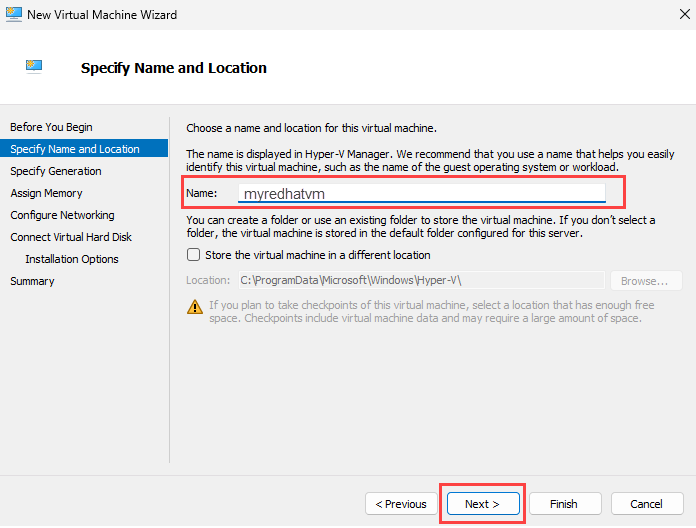 New Virtual Machine Wizard
Specify Name and Location
Before You Begin
Specify Name and Location
Specify Generation
Assign Memory
Configure Networking
Connect Virtual Hard Disk
Installation Options
Summary
Choose a name and location for this virtual machine.
The name is displayed in Hyper-V Manager. We recommend that you use a name that helps you easily
identify this virtual machine, such as the name of the guest operating system or workload.
Name: myredhatvm
You can create a folder or use an existing folder to store the virtual machine. If you don't select a
folder, the virtual machine is stored in the default folder configured for this server.
Store the virtual machine in a different location
Location: C:\ProgramData\Microsoft\Windows\Hyper-V\ Browse...
If you plan to take checkpoints of this virtual machine, select a location that has enough free
space. Checkpoints include virtual machine data and may require a large amount of space.
< Previous Next > Finish Cancel